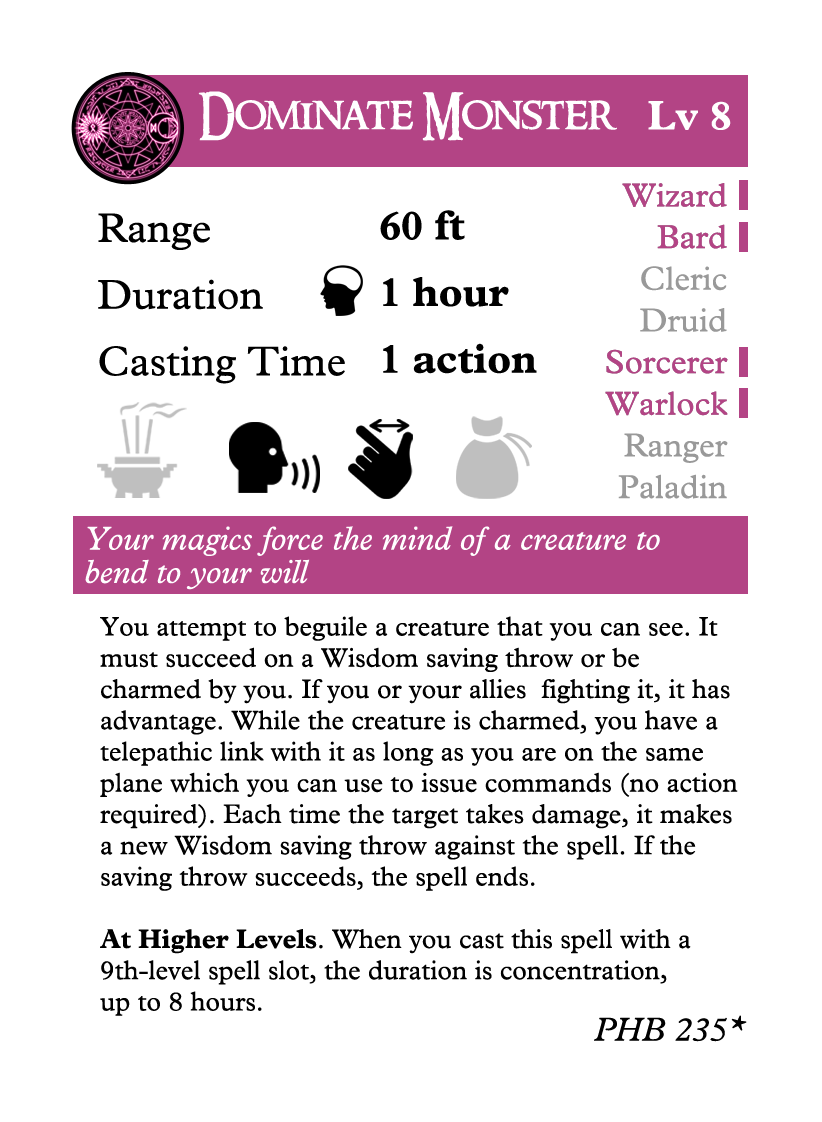 DOMINATE MONSTER Lv 8
Range 60 ft
Duration 1 hour
Casting Time 1 action
Wizard
Bard
Cleric
Druid
Sorcerer
Warlock
Ranger
Paladin
Your magics force the mind of a creature to
bend to your will
You attempt to beguile a creature that you can see. It
must succeed on a Wisdom saving throw or be
charmed by you. If you or your allies  fighting it, it has
advantage. While the creature is charmed, you have a
telepathic link with it as long as you are on the same
plane which you can use to issue commands (no action
required). Each time the target takes damage, it makes
a new Wisdom saving throw against the spell. If the
saving throw succeeds, the spell ends.
At Higher Levels. When you cast this spell with a
9th-level spell slot, the duration is concentration,
up to 8 hours.
PHB 235*